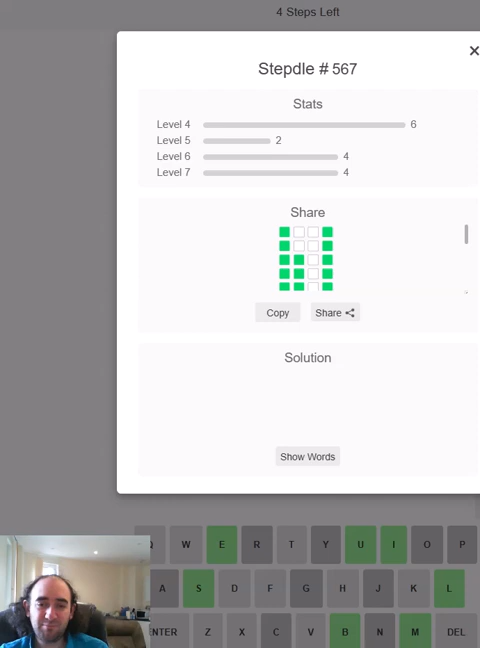 4 Steps Left
×
Stepdle # 567
Stats
Level 4 6
Level 5 2
Level 6 4
Level 7 4
Share
Copy Share
Solution
Show Words
Q W E R T Y U I O P
A S D F G H J K L
ENTER Z X C V B N M DEL